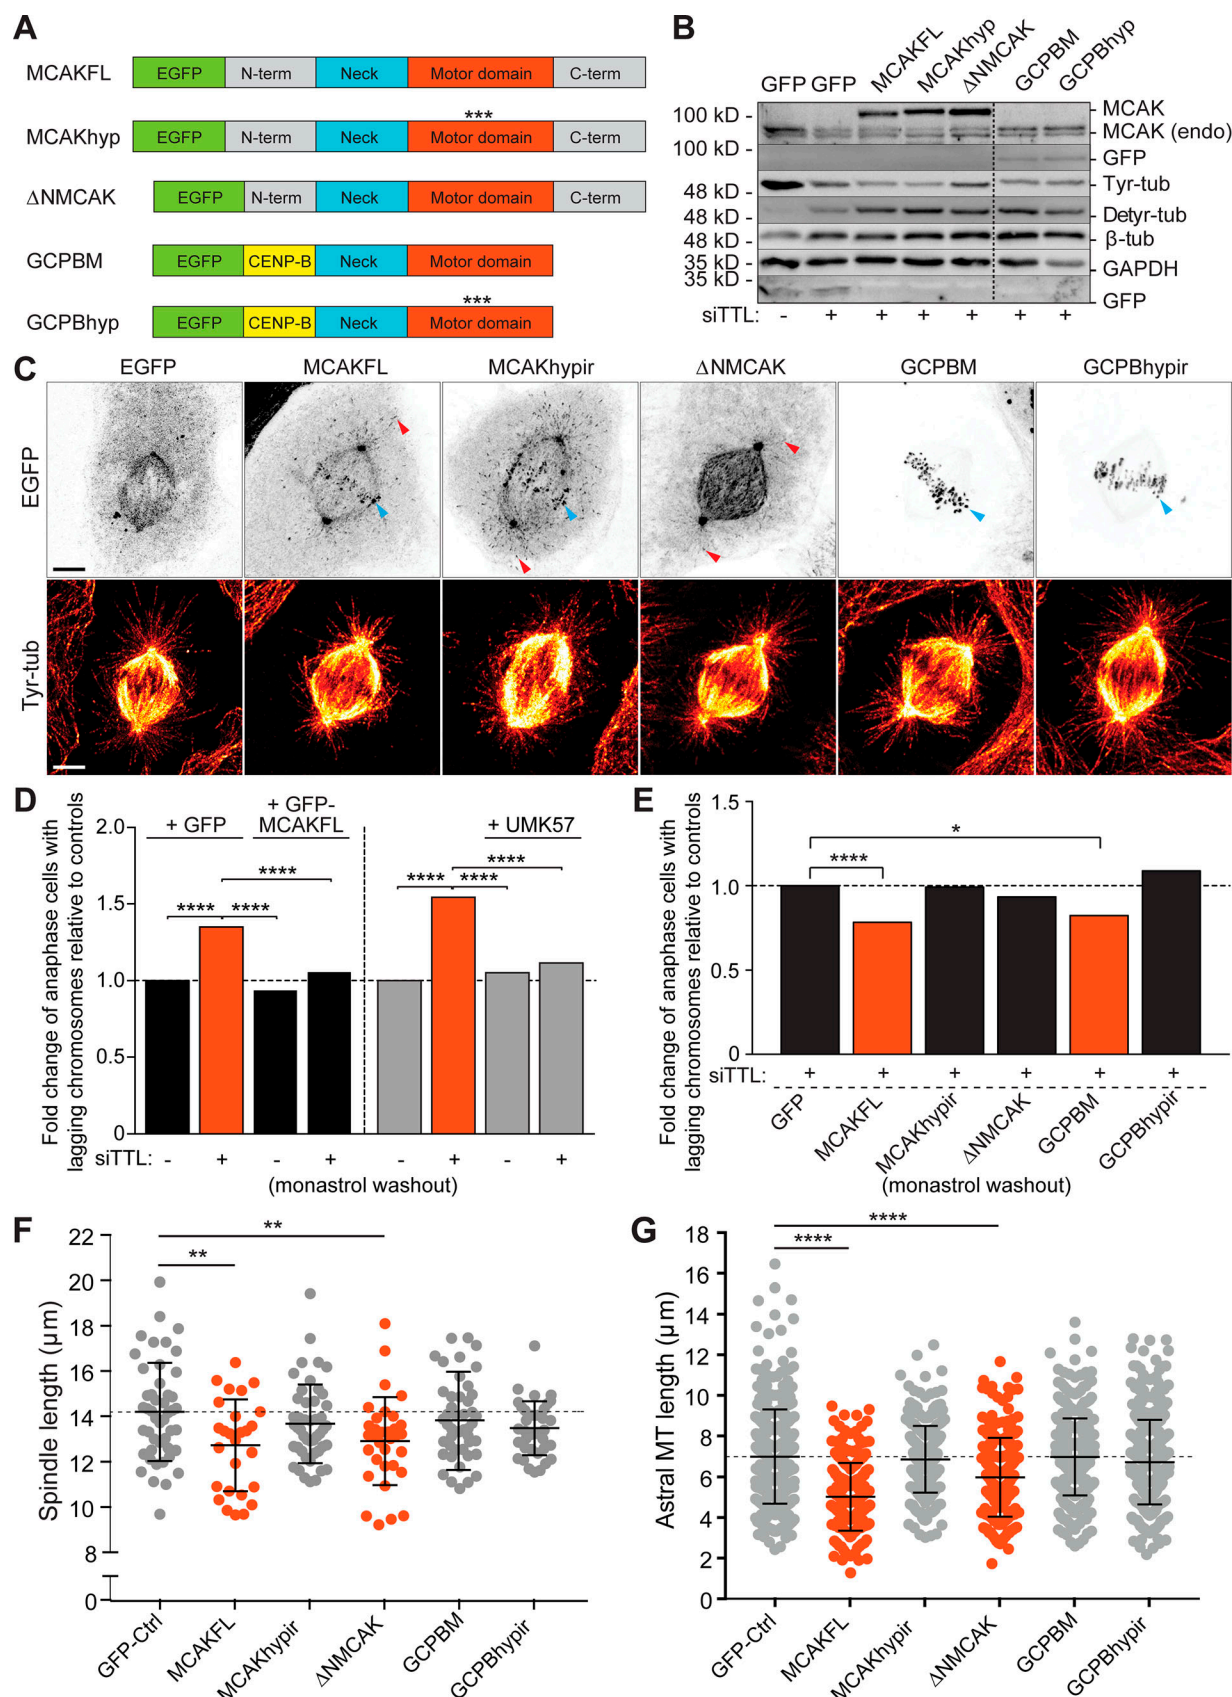 A
MCAKFL
EGFP N-term Neck Motor domain C-term
***
MCAKhyp
EGFP N-term Neck Motor domain C-term
ΔNMCAK
EGFP N-term Neck Motor domain C-term
GCPBM
EGFP CENP-B Neck Motor domain
***
GCPBhyp
EGFP CENP-B Neck Motor domain
B
GFP GFP MCAKFL MCAKhyp ΔNMCAK GCPBM GCPBhyp
100 kD - MCAK
MCAK (endo)
100 kD - GFP
48 kD - Tyr-tub
48 kD - Detyr-tub
48 kD - β-tub
35 kD - GAPDH
35 kD - GFP
siTTL: - + + + + + +
C
EGFP MCAKFL MCAKhypir ΔNMCAK GCPBM GCPBhypir
EGFP
Tyr-tub
D
Fold change of anaphase cells with
lagging chromosomes relative to controls
2.0
1.5
1.0
0.5
0
+ GFP
+ GFP-
MCAKFL
+ UMK57
****
**** ****
****
**** ****
siTTL: - + - + - + - +
(monastrol washout)
E
Fold change of anaphase cells with
lagging chromosomes relative to controls
1.5
1.0
0.5
0
*
****
siTTL: + + + + + +
GFP MCAKFL MCAKhypir ΔNMCAK GCPBM GCPBhypir
(monastrol washout)
F
Spindle length (μm)
22
20
18
16
14
12
10
8
0
**
**
GFP-Ctrl MCAKFL MCAKhypir ΔNMCAK GCPBM GCPBhypir
G
Astral MT length (μm)
18
16
14
12
10
8
6
4
2
0
****
****
GFP-Ctrl MCAKFL MCAKhypir ΔNMCAK GCPBM GCPBhypir